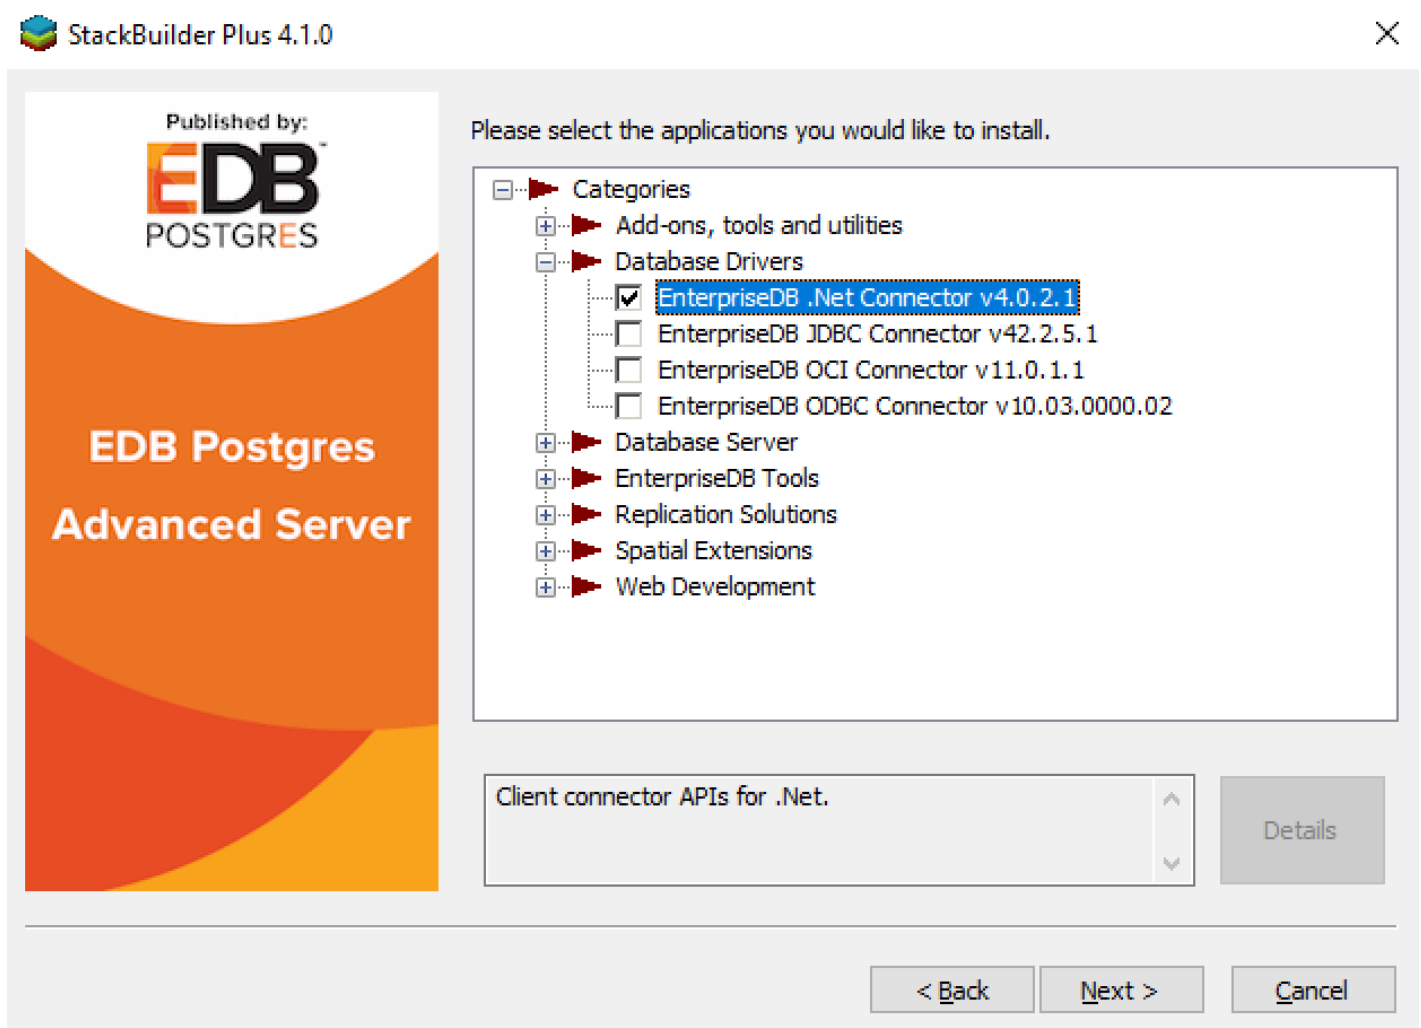 StackBuilder Plus 4.1.0
Published by:
EDB™
POSTGRES
EDB Postgres
Advanced Server
Please select the applications you would like to install.
Categories
Add-ons, tools and utilities
Database Drivers
EnterpriseDB .Net Connector v4.0.2.1
EnterpriseDB JDBC Connector v42.2.5.1
EnterpriseDB OCI Connector v11.0.1.1
EnterpriseDB ODBC Connector v10.03.0000.02
Database Server
EnterpriseDB Tools
Replication Solutions
Spatial Extensions
Web Development
Client connector APIs for .Net.
Details
< Back
Next >
Cancel